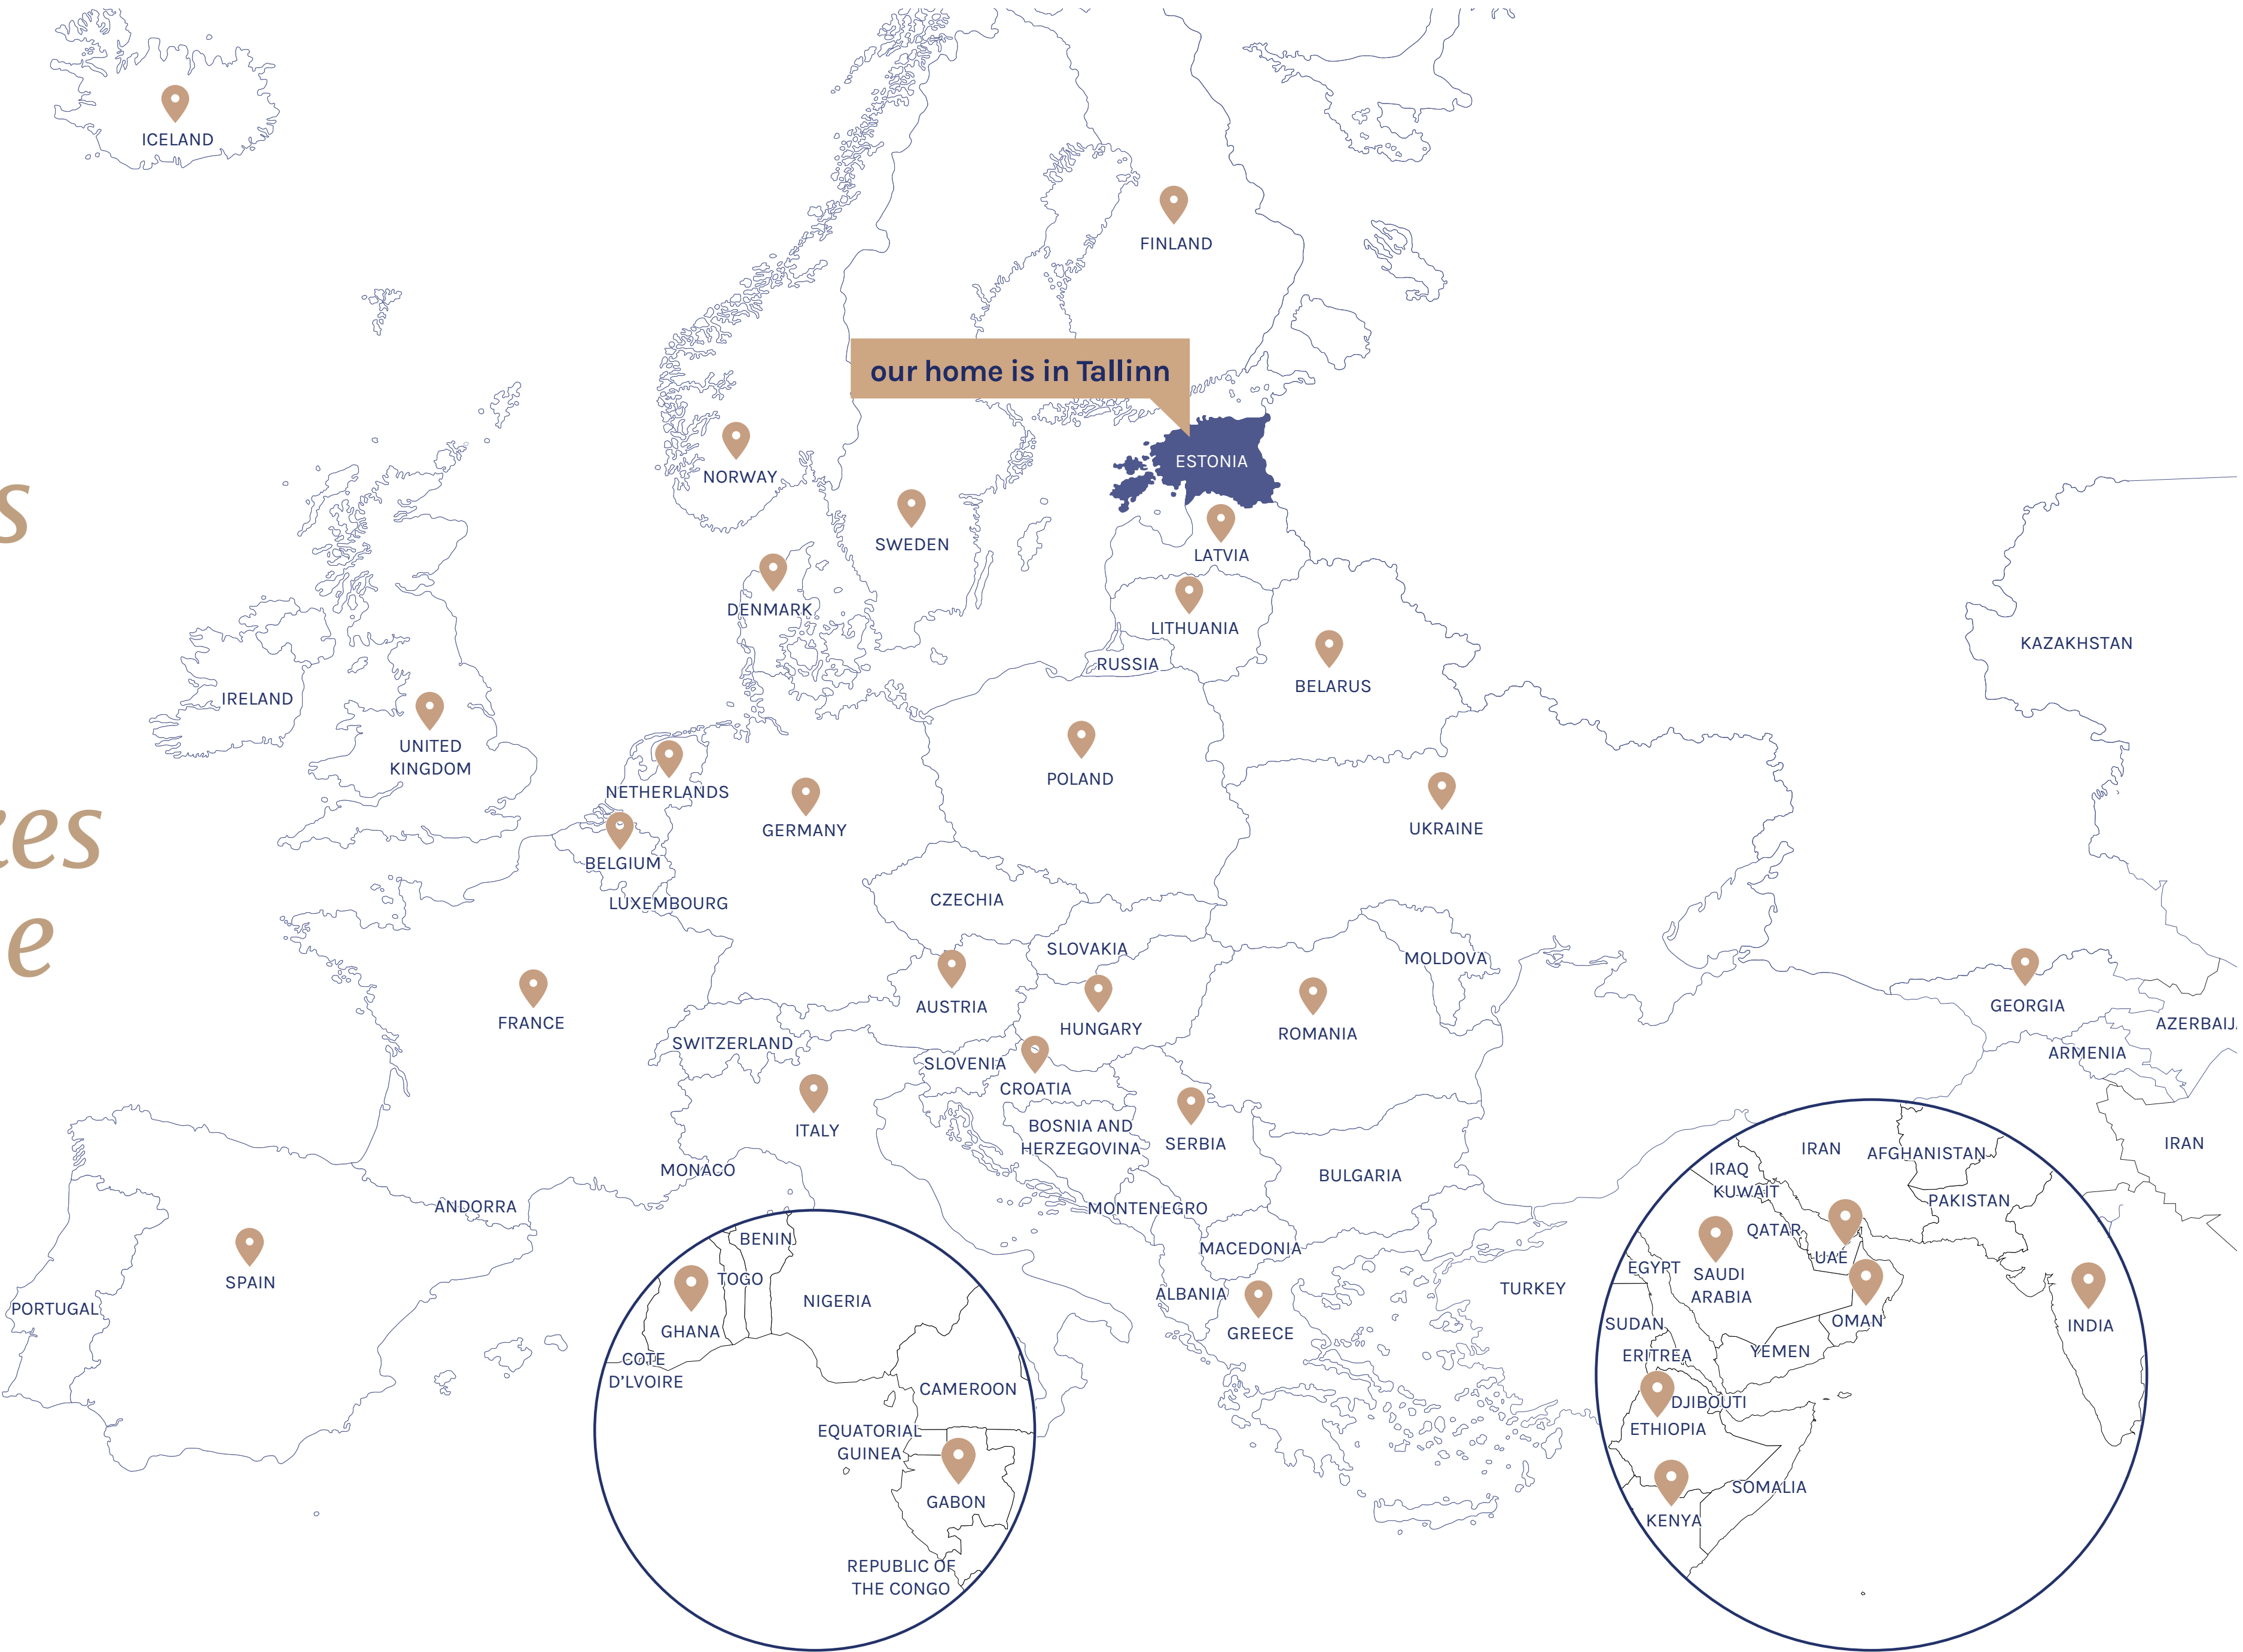 ICELAND
FINLAND
our home is in Tallinn
ESTONIA
NORWAY
SWEDEN
LATVIA
DENMARK
LITHUANIA
RUSSIA
BELARUS
KAZAKHSTAN
IRELAND
UNITED
KINGDOM
NETHERLANDS
POLAND
GERMANY
UKRAINE
BELGIUM
LUXEMBOURG
CZECHIA
SLOVAKIA
MOLDOVA
AUSTRIA
FRANCE
HUNGARY
ROMANIA
GEORGIA
AZERBAIJ
SWITZERLAND
SLOVENIA
ARMENIA
CROATIA
ITALY
BOSNIA AND
HERZEGOVINA
SERBIA
MONACO
BULGARIA
IRAN
ANDORRA
MONTENEGRO
MACEDONIA
SPAIN
ALBANIA
TURKEY
PORTUGAL
GREECE
BENIN
TOGO
NIGERIA
GHANA
COTE
D'LVOIRE
CAMEROON
EQUATORIAL
GUINEA
GABON
REPUBLIC OF
THE CONGO
IRAN
AFGHANISTAN
IRAQ
KUWAIT
PAKISTAN
QATAR
UAE
EGYPT
SAUDI
ARABIA
SUDAN
OMAN
INDIA
ERITREA
YEMEN
DJIBOUTI
ETHIOPIA
SOMALIA
KENYA
s
es
e